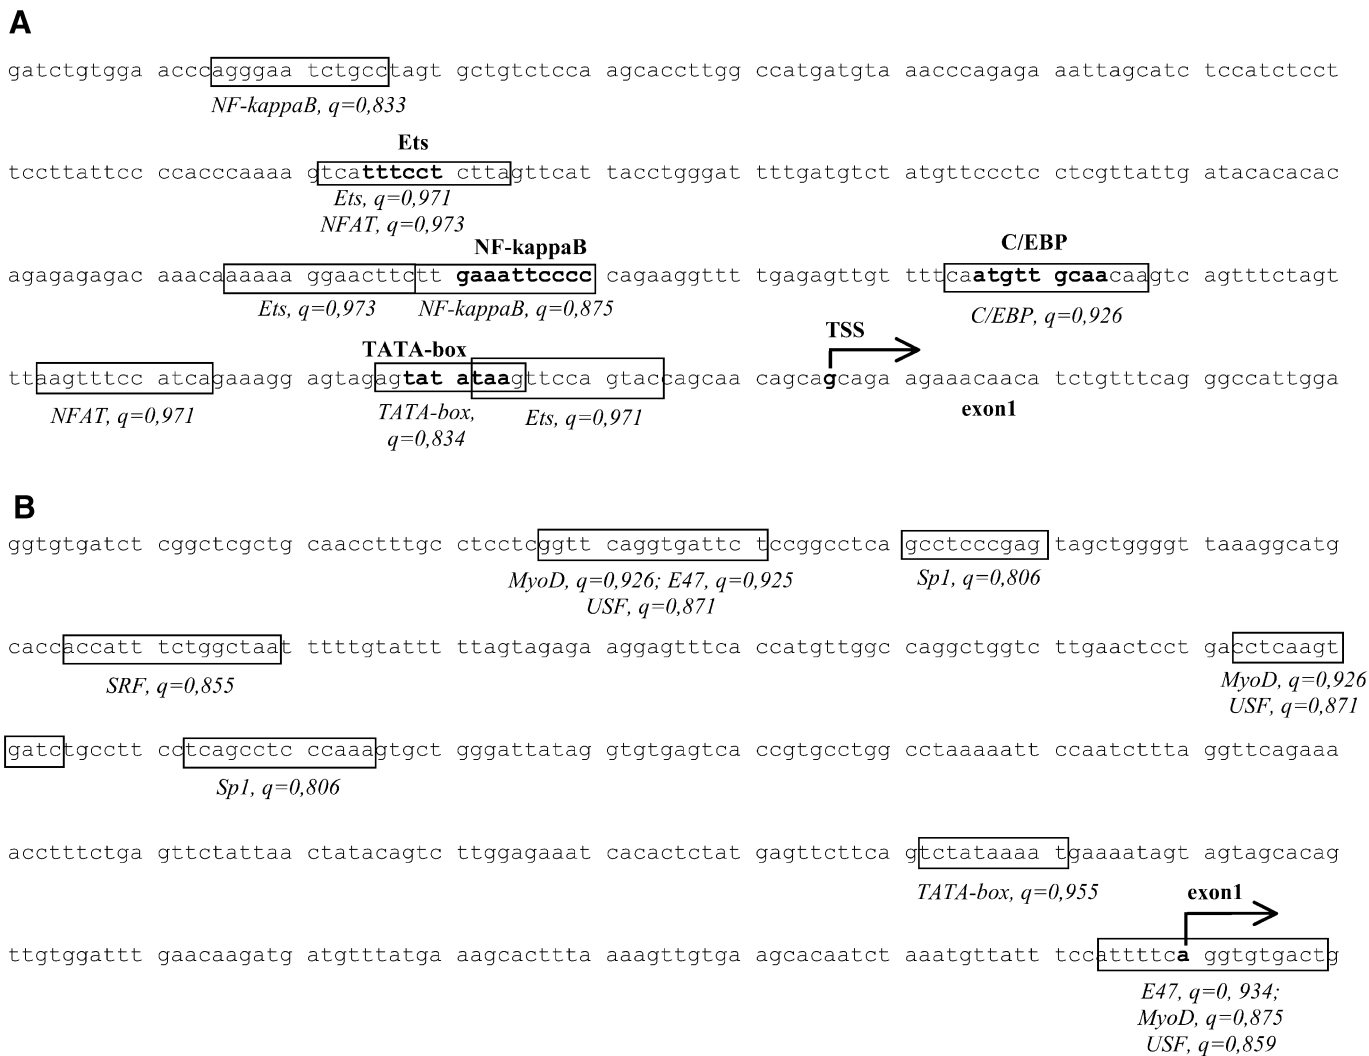 A
gatctgtgga acccagggaa tctgcctagt gctgtctcca agcaccttgg ccatgatgta aacccagaga aattagcatc tccatctcct
NF-kappaB, q=0,833
Ets
tccttattcc ccacccaaaa gtcatttcct cttagttcat tacctgggat tttgatgtct atgttccctc ctcgttattg atacacacac
Ets, q=0,971
NFAT, q=0,973
NF-kappaB C/EBP
agagagagac aaacaaaaaa ggaacttctt gaaattcccc cagaaggttt tgagagttgt tttcaatgtt gcaacaagtc agtttctagt
Ets, q=0,973 NF-kappaB, q=0,875 C/EBP, q=0,926
TSS
TATA-box
ttaagtttcc atcagaaagg agtagagtat ataagttcca gtaccagcaa cagcagcaga agaaacaaca tctgtttcag ggccattgga
NFAT, q=0,971 TATA-box, Ets, q=0,971 exon1
q=0,834
B
ggtgtgatct cggctcgctg caacctttgc ctcctcggtt caggtgattc tccggcctca gcctcccgag tagctggggt taaaggcatg
MyoD, q=0,926; E47, q=0,925 Sp1, q=0,806
USF, q=0,871
caccaccatt tctggctaat ttttgtattt ttagtagaga aggagtttca ccatgttggc caggctggtc ttgaactcct gacctcaagt
SRF, q=0,855 MyoD, q=0,926
USF, q=0,871
gatctgcctt cctcagcctc ccaaagtgct gggattatag gtgtgagtca ccgtgcctgg cctaaaaatt ccaatcttta ggttcagaaa
Sp1, q=0,806
acctttctga gttctattaa ctatacagtc ttggagaaat cacactctat gagttcttca gtctataaaa tgaaaatagt agtagcacag
TATA-box, q=0,955 exon1
ttgtggattt gaacaagatg atgtttatga aagcacttta aaagttgtga agcacaatct aaatgttatt tccattttca ggtgtgactg
E47, q=0, 934;
MyoD, q=0,875
USF, q=0,859